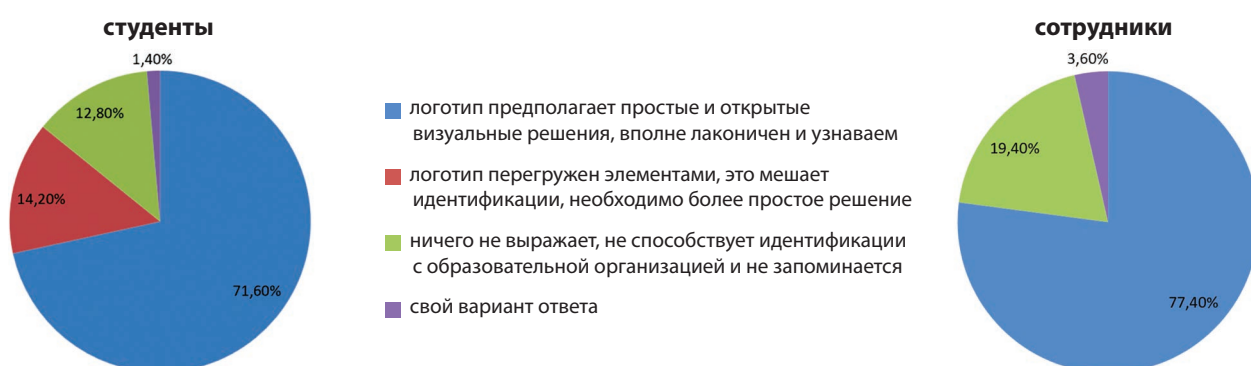 студенты
1,40%
12,80%
14,20%
71,60%
логотип предполагает простые и открытые
визуальные решения, вполне лаконичен и узнаваем
логотип перегружен элементами, это мешает
идентификации, необходимо более простое решение
ничего не выражает, не способствует идентификации
с образовательной организацией и не запоминается
свой вариант ответа
сотрудники
3,60%
19,40%
77,40%